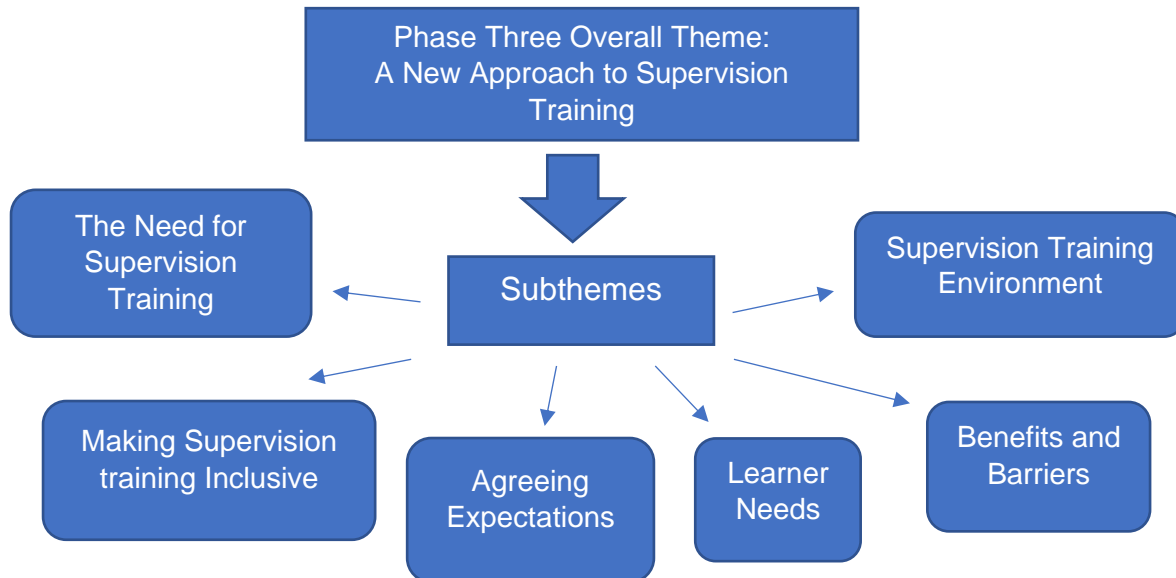 Phase Three Overall Theme:
A New Approach to Supervision
Training
The Need for
Supervision
Training
Subthemes
Supervision Training
Environment
Making Supervision
training Inclusive
Agreeing
Expectations
Learner
Needs
Benefits and
Barriers